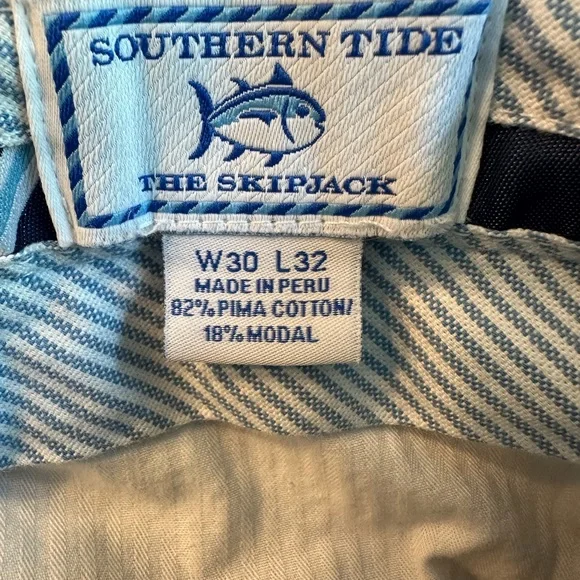 SOUTHERN TIDE
THE SKIPJACK
W30 L32
MADE IN PERU
82% PIMA COTTON/
18% MODAL